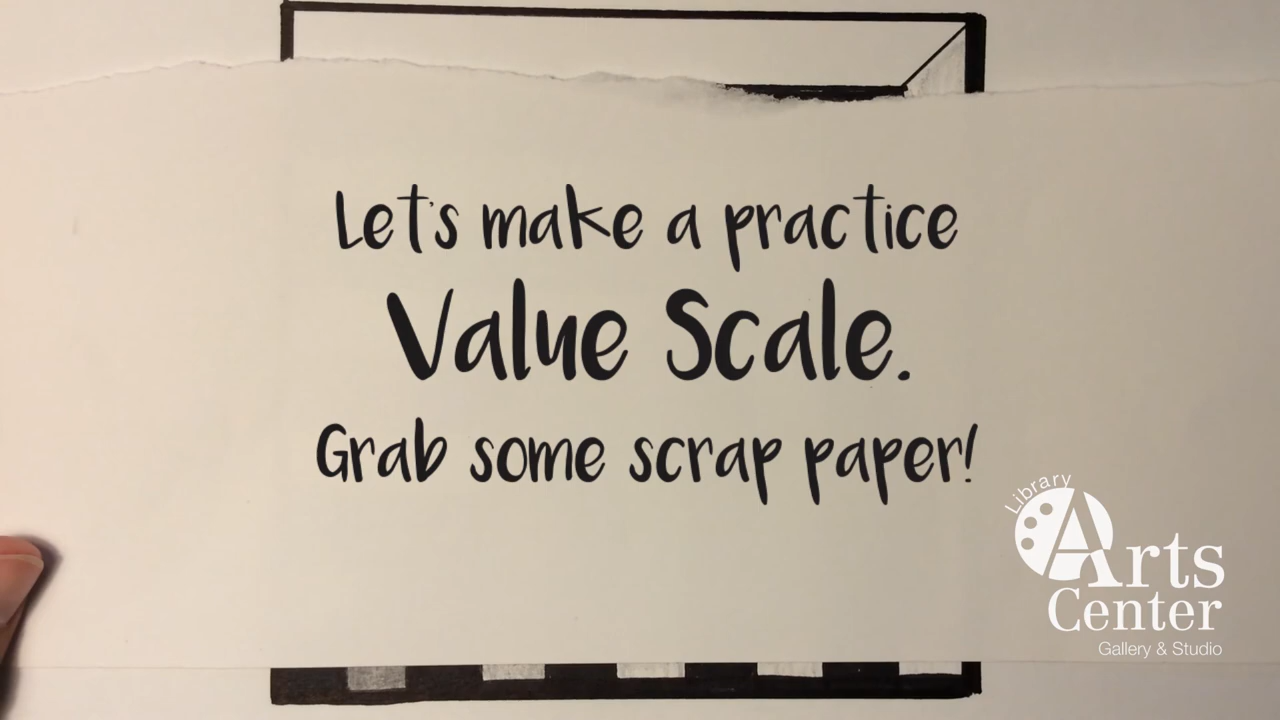 Let's make a practice
Value Scale.
Grab some scrap paper!
Library
Arts
Center
Gallery & Studio